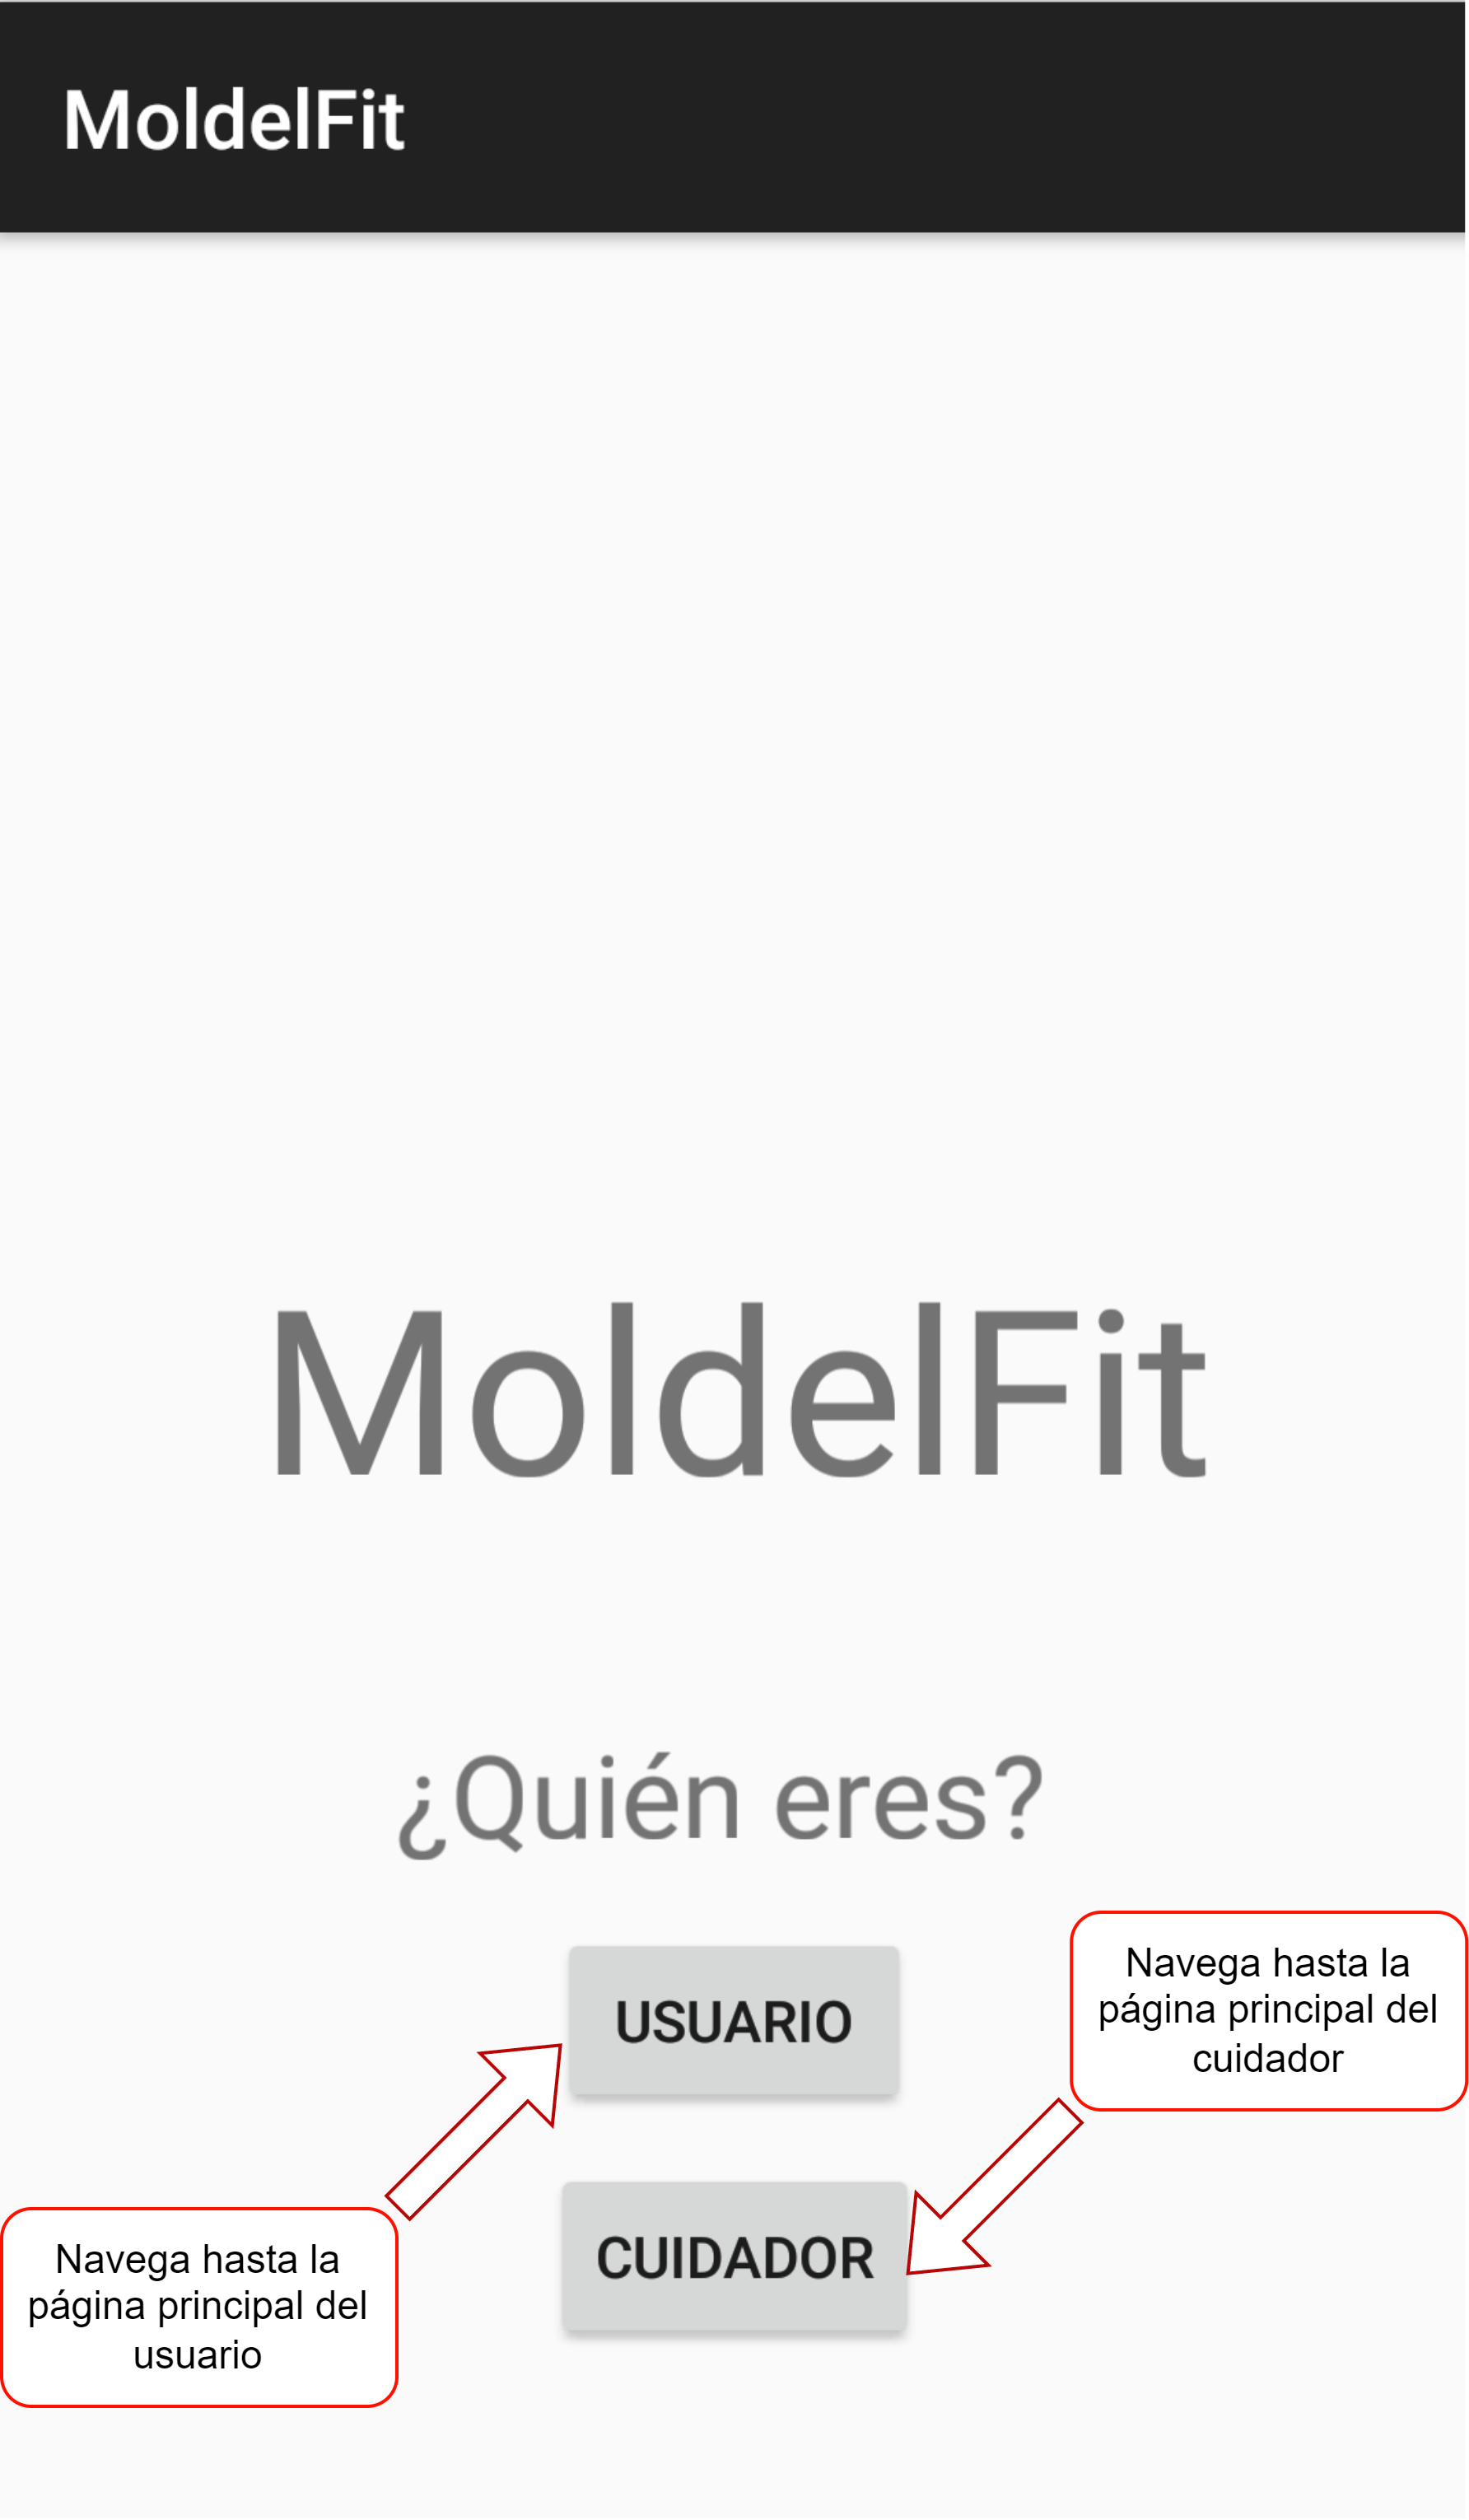 MoldelFit
MoldelFit
¿Quién eres?
USUARIO
Navega hasta la
página principal del
cuidador
CUIDADOR
Navega hasta la
página principal del
usuario